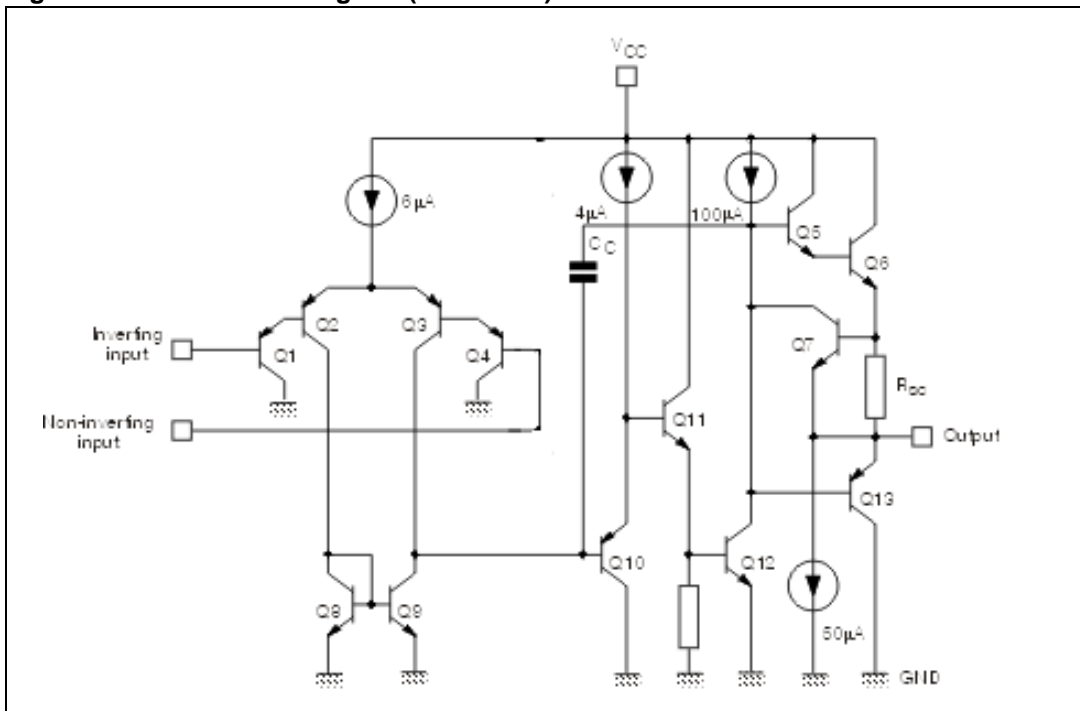 V CC
6µA
4µA
100µA
C C
Q5
Q6
Inverting
input
Q2
Q3
Q1
Q4
Q7
R sc
Non-inverting
input
Q11
Output
Q13
Q10
Q12
Q8
Q9
50µA
GND